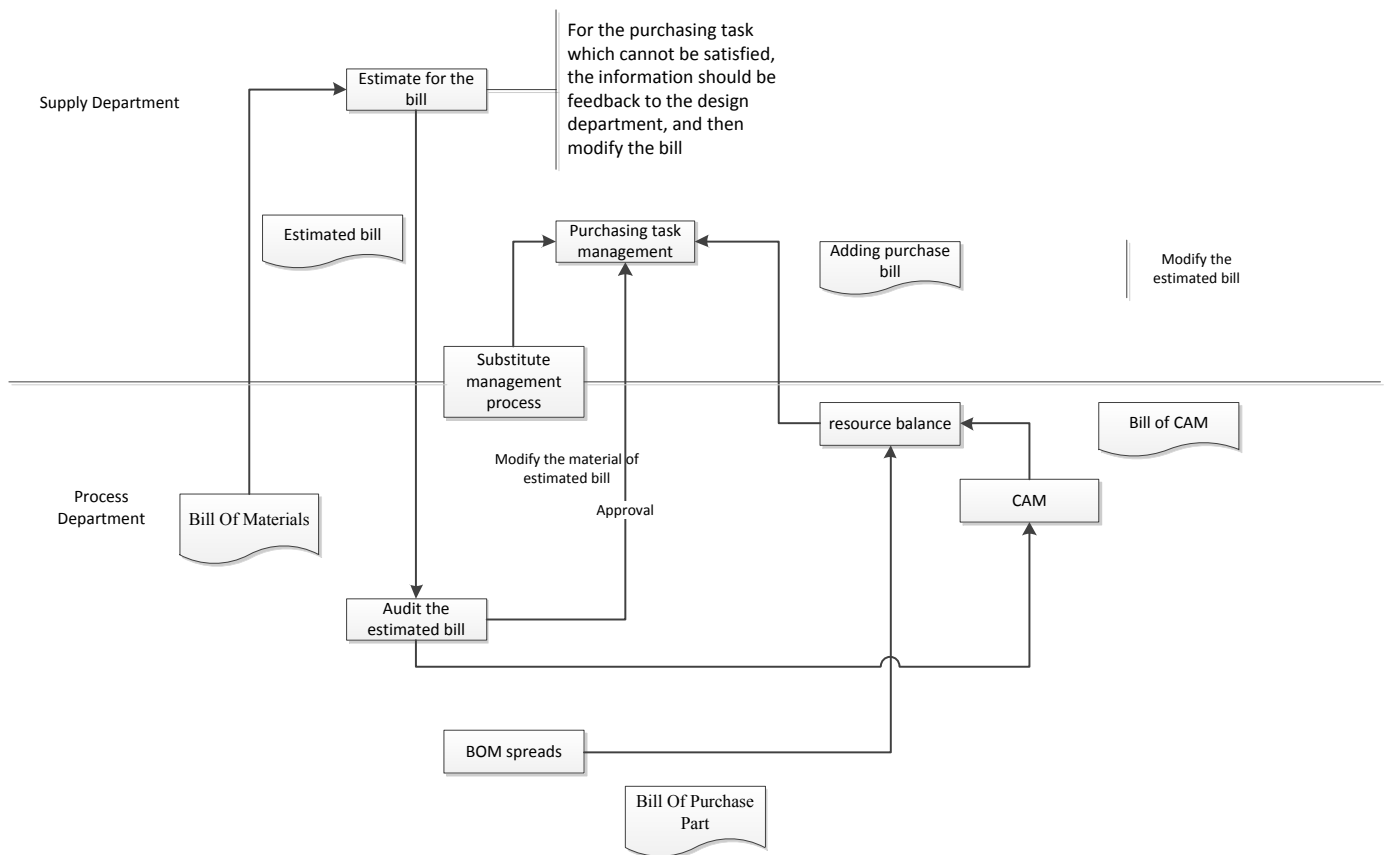 For the purchasing task
which cannot be satisfied,
the information should be
feedback to the design
department, and then
modify the bill
Estimate for the
bill
Supply Department
Estimated bill
Purchasing task
management
Adding purchase
bill
Modify the
estimated bill
Substitute
management
process
resource balance
Bill of CAM
Modify the material of
estimated bill
Process
Department
Bill Of Materials
Approval
CAM
Audit the
estimated bill
BOM spreads
Bill Of Purchase
Part